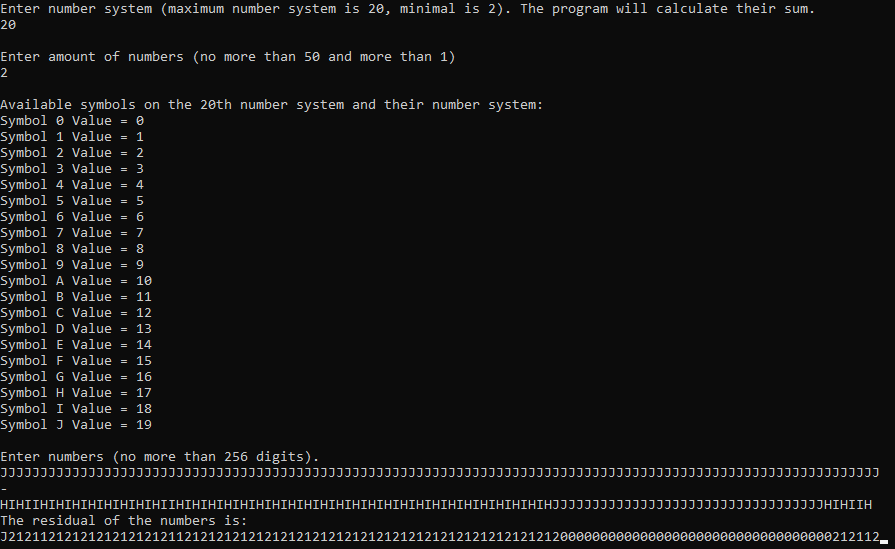 Enter number system (maximum number system is 20, minimal is 2). The program will calculate their sum.
20
Enter amount of numbers (no more than 50 and more than 1)
2
Available symbols on the 20th number system and their number system:
Symbol 0 Value = 0
Symbol 1 Value = 1
Symbol 2 Value = 2
Symbol 3 Value = 3
Symbol 4 Value = 4
Symbol 5 Value = 5
Symbol 6 Value = 6
Symbol 7 Value = 7
Symbol 8 Value = 8
Symbol 9 Value = 9
Symbol A Value = 10
Symbol B Value = 11
Symbol C Value = 12
Symbol D Value = 13
Symbol E Value = 14
Symbol F Value = 15
Symbol G Value = 16
Symbol H Value = 17
Symbol I Value = 18
Symbol J Value = 19
Enter numbers (no more than 256 digits).
JJJJJJJJJJJJJJJJJJJJJJJJJJJJJJJJJJJJJJJJJJJJJJJJJJJJJJJJJJJJJJJJJJJJJJJJJJJJJJJJJJJJJJJJJJJJJJJJJJJJJJJJJJJJJJ
-
HIHIIHIHIHIHIHIHIHIHIIHIHIHIHIHIHIHIHIHIHIHIHIHIHIHIHIHIHIHIHIHIHIHIHJJJJJJJJJJJJJJJJJJJJJJJJJJJJJJJJJJHIHIIH
The residual of the numbers is:
J2121121212121212121211212121212121212121212121212121212121212121212120000000000000000000000000000000000212112